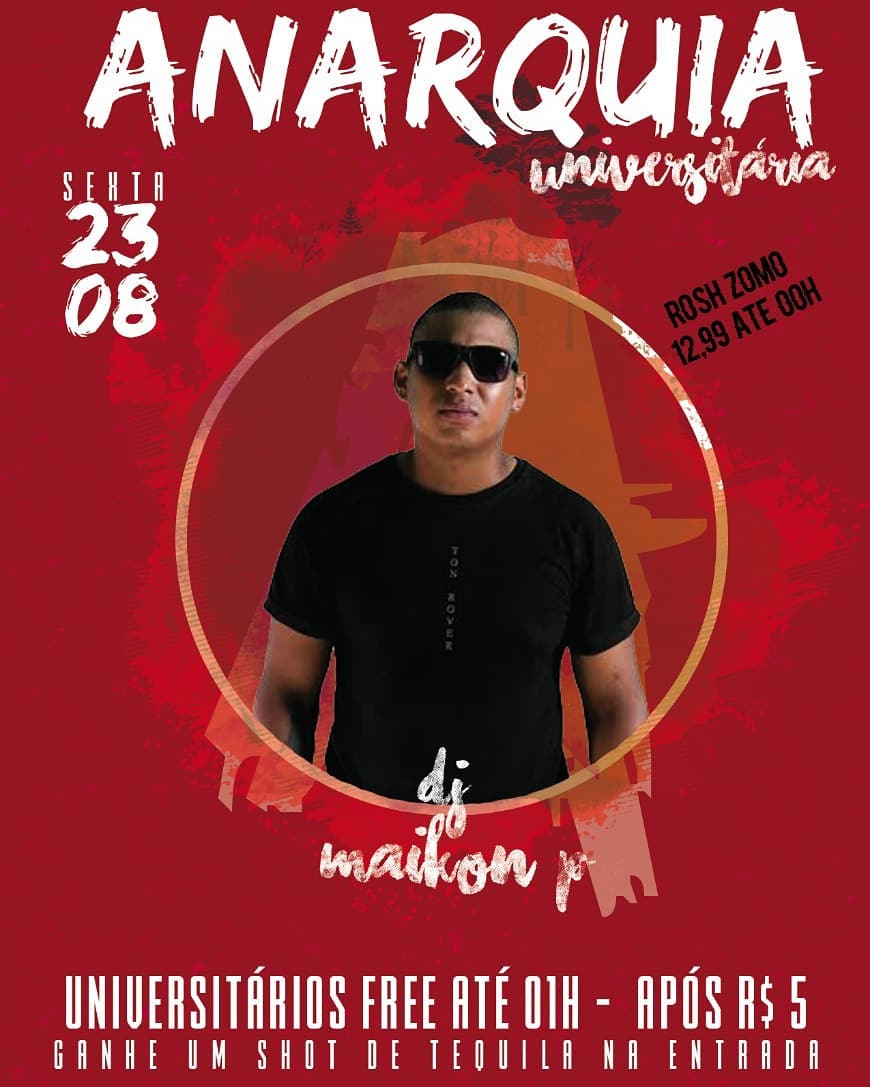 ANARQUIA
universitária
SEXTA
23
08
ROSH ZOMO
12,99 ATE 00H
TON ROVER
dj
maikon p
UNIVERSITÁRIOS FREE ATÉ 01H - APÓS R$ 5
GANHE UM SHOT DE TEQUILA NA ENTRADA